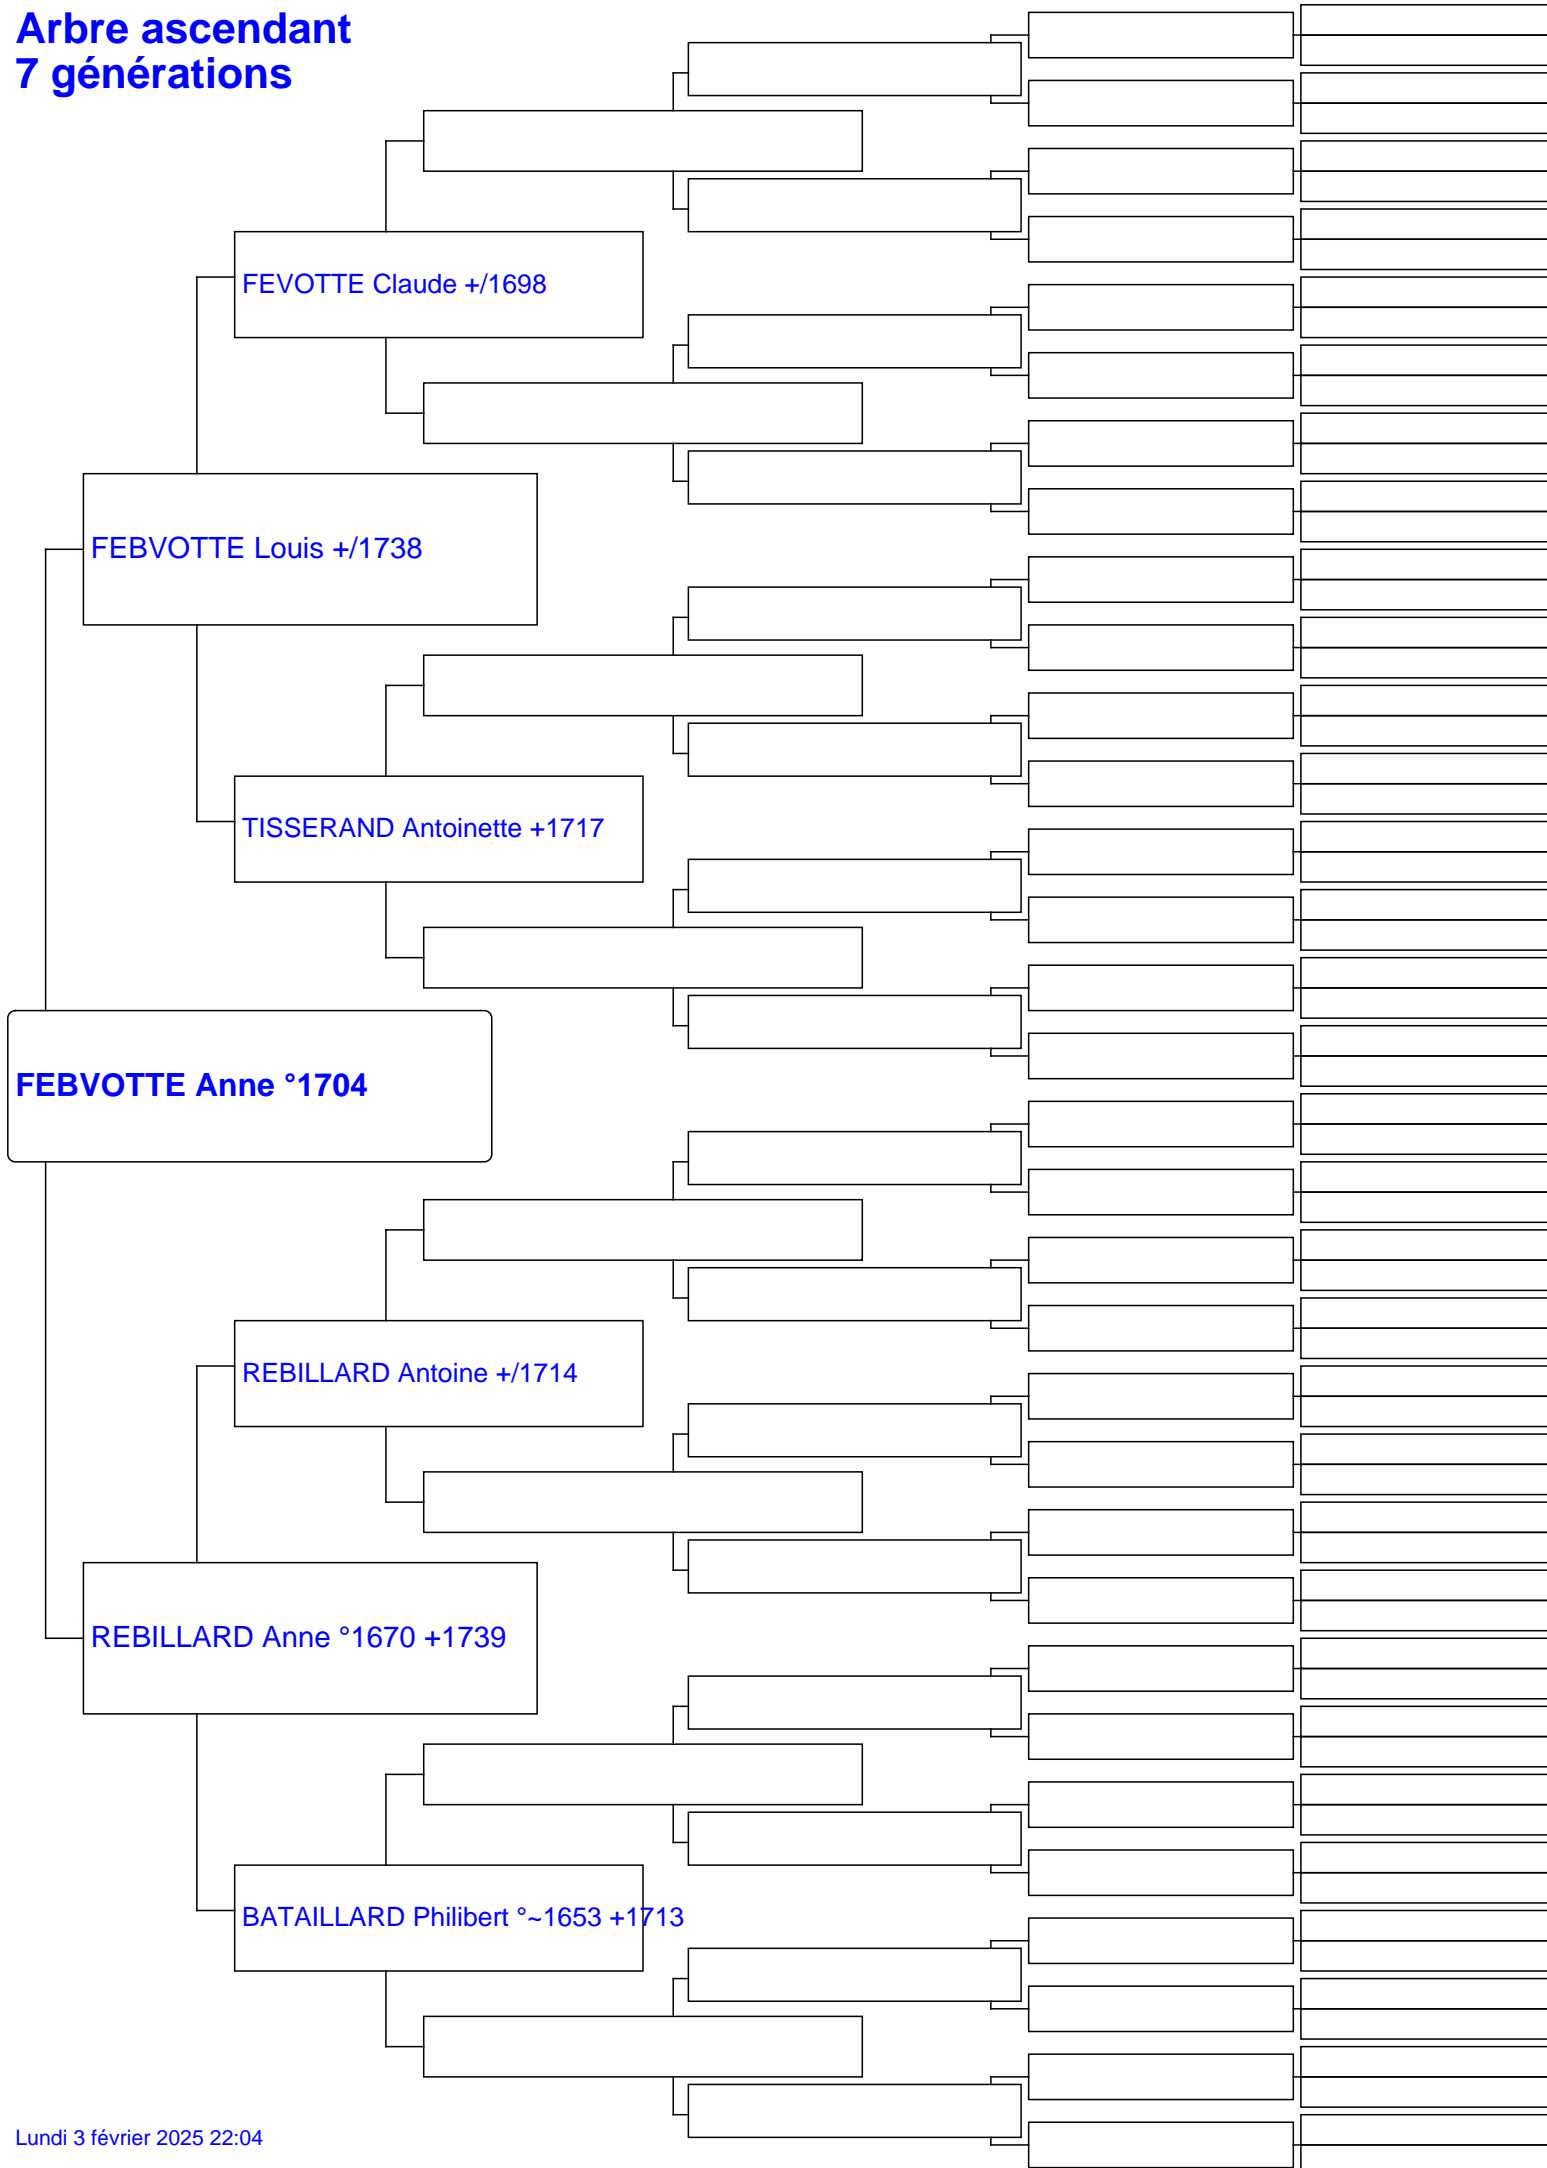 Arbre ascendant
7 générations
FEVOTTE Claude +/1698
FEBVOTTE Louis +/1738
TISSERAND Antoinette +1717
FEBVOTTE Anne °1704
REBILLARD Antoine +/1714
REBILLARD Anne °1670 +1739
BATAILLARD Philibert °~1653 +1713
Lundi 3 février 2025 22:04